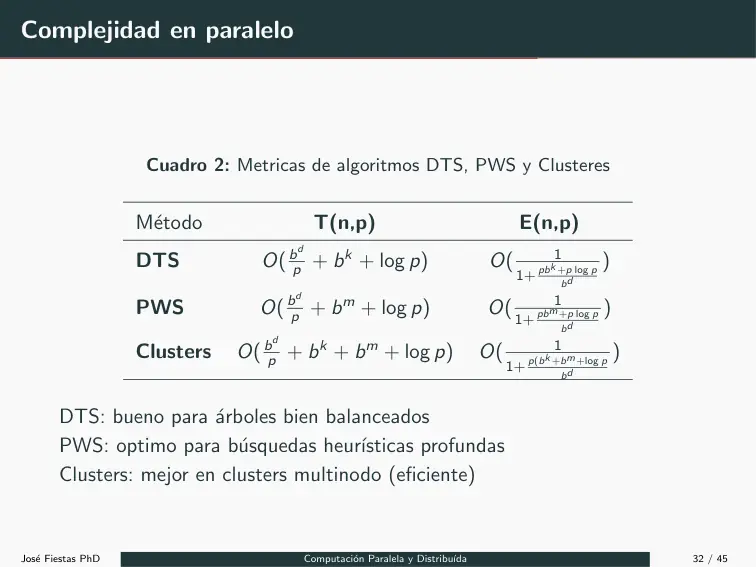 Complejidad en paralelo
Cuadro 2: Metricas de algoritmos DTS, PWS y Clusteres
Método T(n,p) E(n,p)
DTS O(b^d/p + b^k + log p) O(1/(1+(pb^k+p log p)/b^d))
PWS O(b^d/p + b^m + log p) O(1/(1+(pb^m+p log p)/b^d))
Clusters O(b^d/p + b^k + b^m + log p) O(1/(1+p(b^k+b^m+log p/b^d))
DTS: bueno para árboles bien balanceados
PWS: optimo para búsquedas heurísticas profundas
Clusters: mejor en clusters multinodo (eficiente)
José Fiestas PhD Computación Paralela y Distribuída 32 / 45